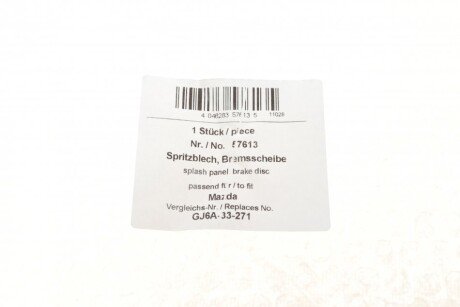 4 046283 57613 5 11028
1 Stück / piece
Nr. / No. 57613
Spritzblech, Bremsscheibe
splash panel, brake disc
passend für / to fit
Mazda
Vergleichs-Nr. / Replaces No.
GJ6A-33-271